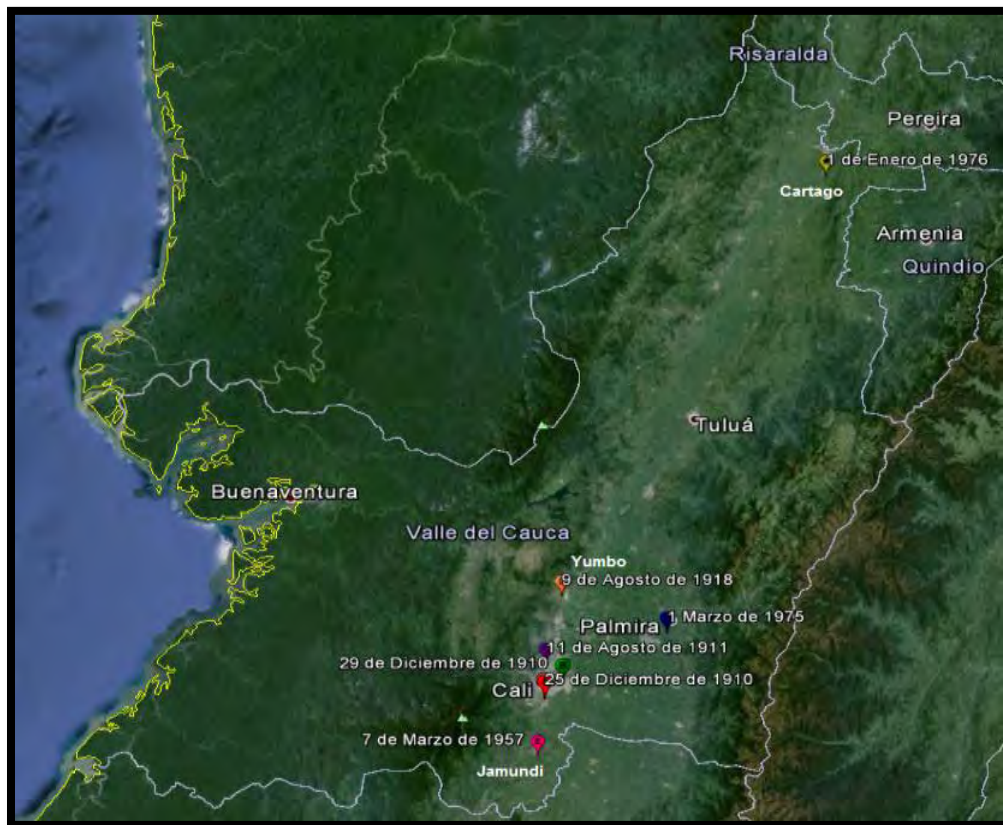 Risaralda
Pereira
1 de Enero de 1976
Cartago
Armenia
Quindío
Tuluá
Buenaventura
Valle del Cauca
Yumbo
9 de Agosto de 1918
1 Marzo de 1975
Palmira
11 de Agosto de 1911
29 de Diciembre de 1910
25 de Diciembre de 1910
Cali
7 de Marzo de 1957
Jamundi